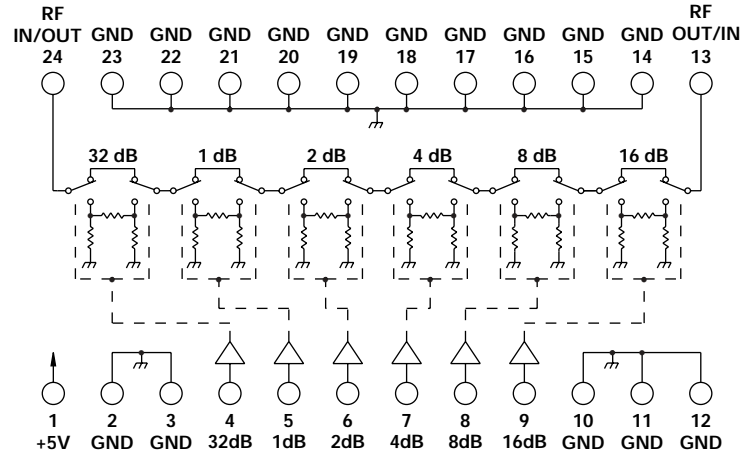 RF RF
IN/OUT GND GND GND GND GND GND GND GND GND GND OUT/IN
24 23 22 21 20 19 18 17 16 15 14 13
32 dB 1 dB 2 dB 4 dB 8 dB 16 dB
1 2 3 4 5 6 7 8 9 10 11 12
+5V GND GND 32dB 1dB 2dB 4dB 8dB 16dB GND GND GND